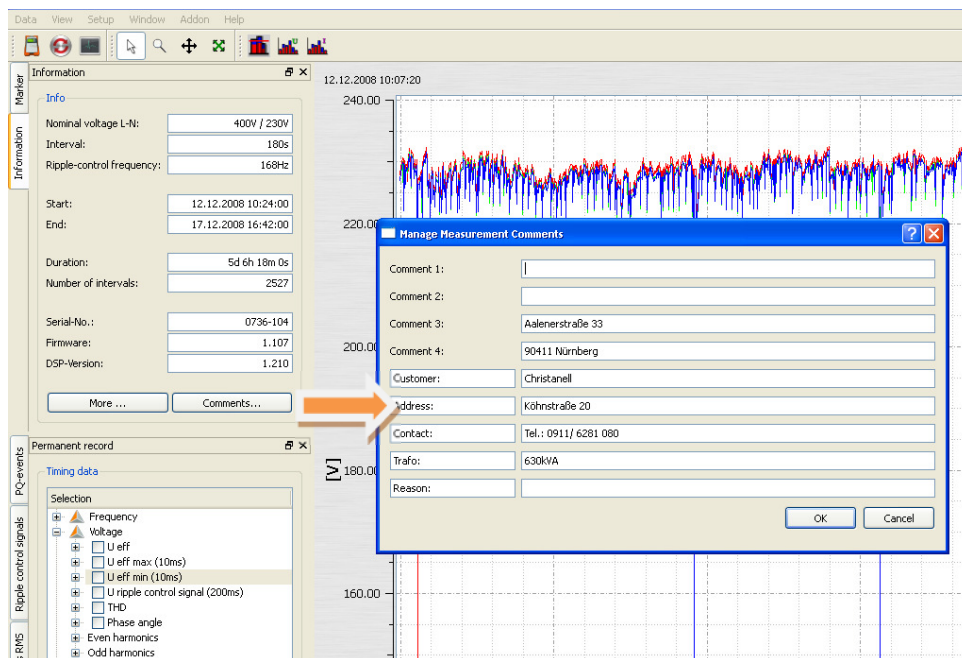 Data View Setup Window Addon Help
Information
Marker
Information
Info
Nominal voltage L-N: 400V / 230V
Interval: 180s
Ripple-control frequency: 168Hz
Start: 12.12.2008 10:24:00
End: 17.12.2008 16:42:00
Duration: 5d 6h 18m 0s
Number of intervals: 2527
Serial-No.: 0736-104
Firmware: 1.107
DSP-Version: 1.210
More ... Comments...
Permanent record
PQ-events
Ripple control signals
RMS
Timing data
Selection
Frequency
Voltage
U eff
U eff max (10ms)
U eff min (10ms)
U ripple control signal (200ms)
THD
Phase angle
Even harmonics
Odd harmonics
12.12.2008 10:07:20
240.00
220.00
200.00
[V] 180.00
160.00
Manage Measurement Comments
Comment 1:
Comment 2:
Comment 3: Aalenerstraße 33
Comment 4: 90411 Nürnberg
Customer: Christanell
Address: Köhnstraße 20
Contact: Tel.: 0911/ 6281 080
Trafo: 630kVA
Reason:
OK Cancel